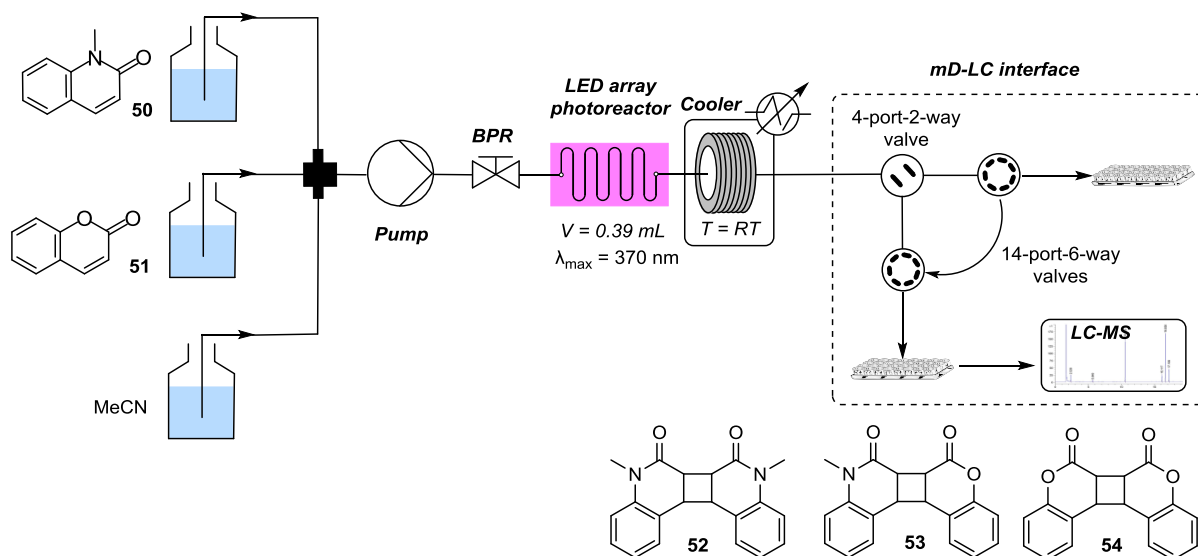 N
O
50
O
O
51
MeCN
Pump
BPR
LED array
photoreactor
V = 0.39 mL
λmax = 370 nm
Cooler
T = RT
mD-LC interface
4-port-2-way
valve
14-port-6-way
valves
LC-MS
O
O
N
N
52
O
O
N
O
53
O
O
O
O
54